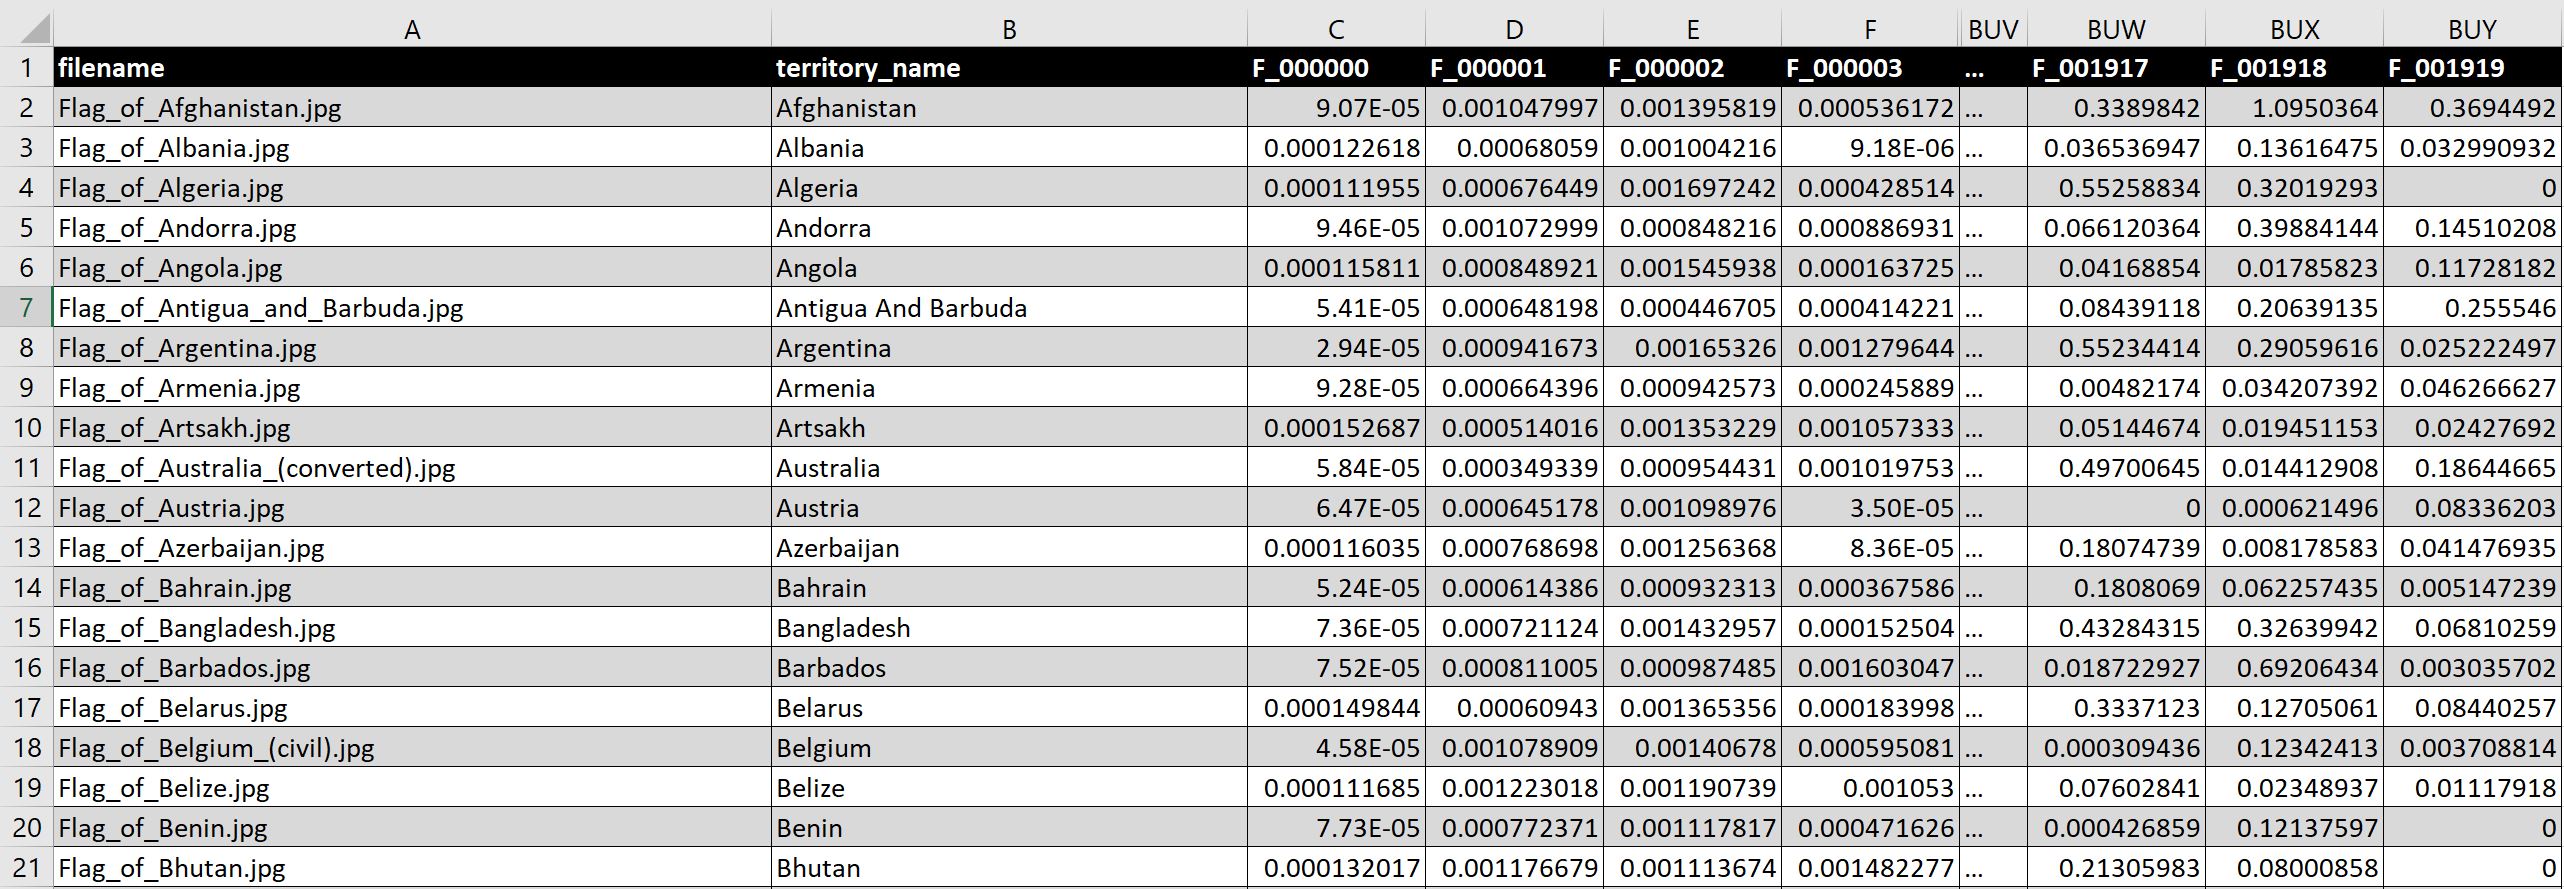 A B C D E F BUV BUW BUX BUY
1 filename territory_name F_000000 F_000001 F_000002 F_000003 ... F_001917 F_001918 F_001919
2 Flag_of_Afghanistan.jpg Afghanistan 9.07E-05 0.001047997 0.001395819 0.000536172 ... 0.3389842 1.0950364 0.3694492
3 Flag_of_Albania.jpg Albania 0.000122618 0.00068059 0.001004216 9.18E-06 ... 0.036536947 0.13616475 0.032990932
4 Flag_of_Algeria.jpg Algeria 0.000111955 0.000676449 0.001697242 0.000428514 ... 0.55258834 0.32019293 0
5 Flag_of_Andorra.jpg Andorra 9.46E-05 0.001072999 0.000848216 0.000886931 ... 0.066120364 0.39884144 0.14510208
6 Flag_of_Angola.jpg Angola 0.000115811 0.000848921 0.001545938 0.000163725 ... 0.04168854 0.01785823 0.11728182
7 Flag_of_Antigua_and_Barbuda.jpg Antigua And Barbuda 5.41E-05 0.000648198 0.000446705 0.000414221 ... 0.08439118 0.20639135 0.255546
8 Flag_of_Argentina.jpg Argentina 2.94E-05 0.000941673 0.00165326 0.001279644 ... 0.55234414 0.29059616 0.025222497
9 Flag_of_Armenia.jpg Armenia 9.28E-05 0.000664396 0.000942573 0.000245889 ... 0.00482174 0.034207392 0.046266627
10 Flag_of_Artsakh.jpg Artsakh 0.000152687 0.000514016 0.001353229 0.001057333 ... 0.05144674 0.019451153 0.02427692
11 Flag_of_Australia_(converted).jpg Australia 5.84E-05 0.000349339 0.000954431 0.001019753 ... 0.49700645 0.014412908 0.18644665
12 Flag_of_Austria.jpg Austria 6.47E-05 0.000645178 0.001098976 3.50E-05 ... 0 0.000621496 0.08336203
13 Flag_of_Azerbaijan.jpg Azerbaijan 0.000116035 0.000768698 0.001256368 8.36E-05 ... 0.18074739 0.008178583 0.041476935
14 Flag_of_Bahrain.jpg Bahrain 5.24E-05 0.000614386 0.000932313 0.000367586 ... 0.1808069 0.062257435 0.005147239
15 Flag_of_Bangladesh.jpg Bangladesh 7.36E-05 0.000721124 0.001432957 0.000152504 ... 0.43284315 0.32639942 0.06810259
16 Flag_of_Barbados.jpg Barbados 7.52E-05 0.000811005 0.000987485 0.001603047 ... 0.018722927 0.69206434 0.003035702
17 Flag_of_Belarus.jpg Belarus 0.000149844 0.00060943 0.001365356 0.000183998 ... 0.3337123 0.12705061 0.08440257
18 Flag_of_Belgium_(civil).jpg Belgium 4.58E-05 0.001078909 0.00140678 0.000595081 ... 0.000309436 0.12342413 0.003708814
19 Flag_of_Belize.jpg Belize 0.000111685 0.001223018 0.001190739 0.001053 ... 0.07602841 0.02348937 0.01117918
20 Flag_of_Benin.jpg Benin 7.73E-05 0.000772371 0.001117817 0.000471626 ... 0.000426859 0.12137597 0
21 Flag_of_Bhutan.jpg Bhutan 0.000132017 0.001176679 0.001113674 0.001482277 ... 0.21305983 0.08000858 0